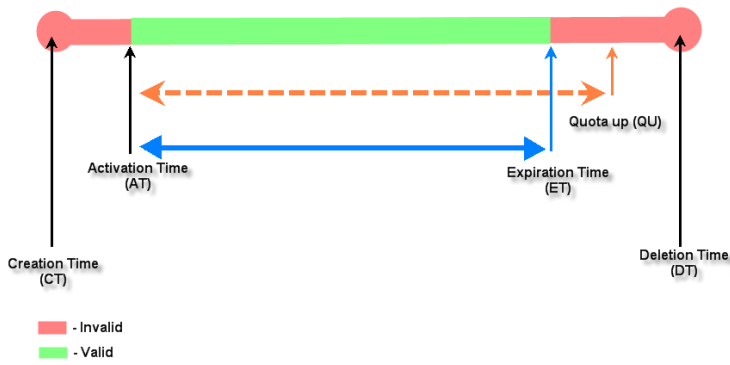 Quota up (QU)
Activation Time
(AT)
Expiration Time
(ET)
Creation Time
(CT)
Deletion Time
(DT)
- Invalid
- Valid